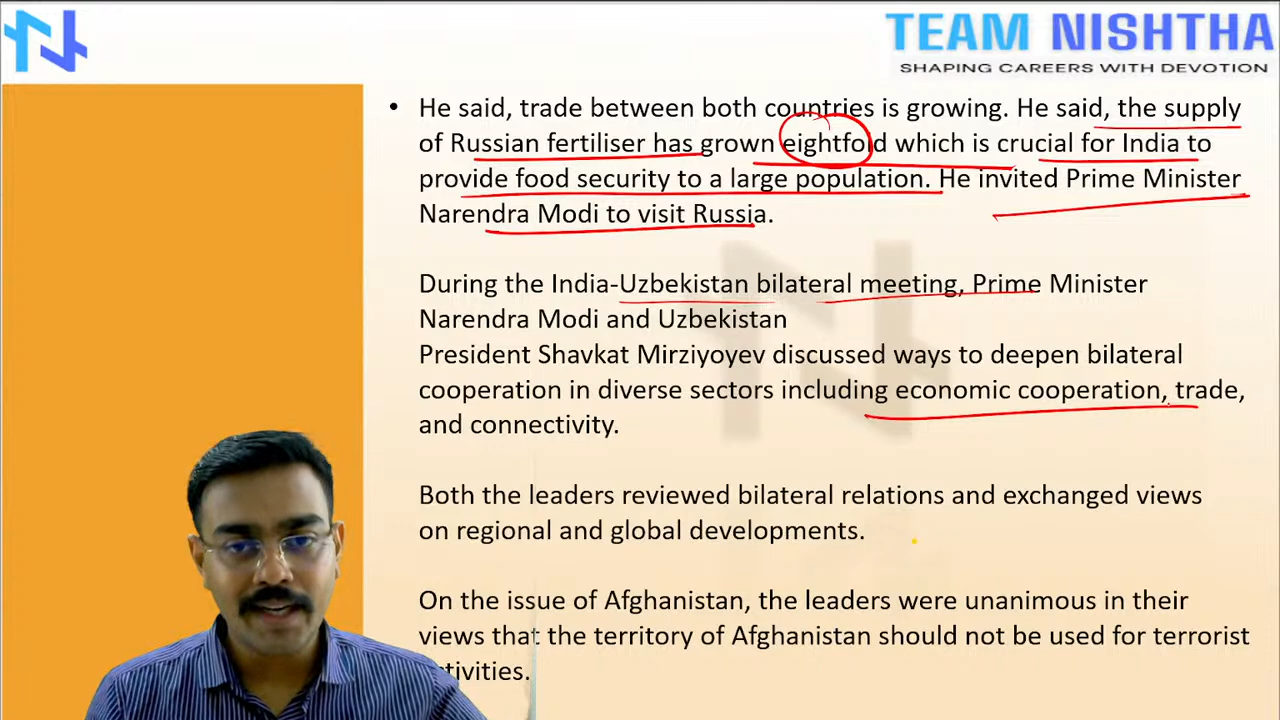 TEAM NISHTHA
SHAPING CAREERS WITH DEVOTION
• He said, trade between both countries is growing. He said, the supply
of Russian fertiliser has grown eightfold which is crucial for India to
provide food security to a large population. He invited Prime Minister
Narendra Modi to visit Russia.
During the India-Uzbekistan bilateral meeting, Prime Minister
Narendra Modi and Uzbekistan
President Shavkat Mirziyoyev discussed ways to deepen bilateral
cooperation in diverse sectors including economic cooperation, trade,
and connectivity.
Both the leaders reviewed bilateral relations and exchanged views
on regional and global developments.
On the issue of Afghanistan, the leaders were unanimous in their
views that the territory of Afghanistan should not be used for terrorist
ctivities.